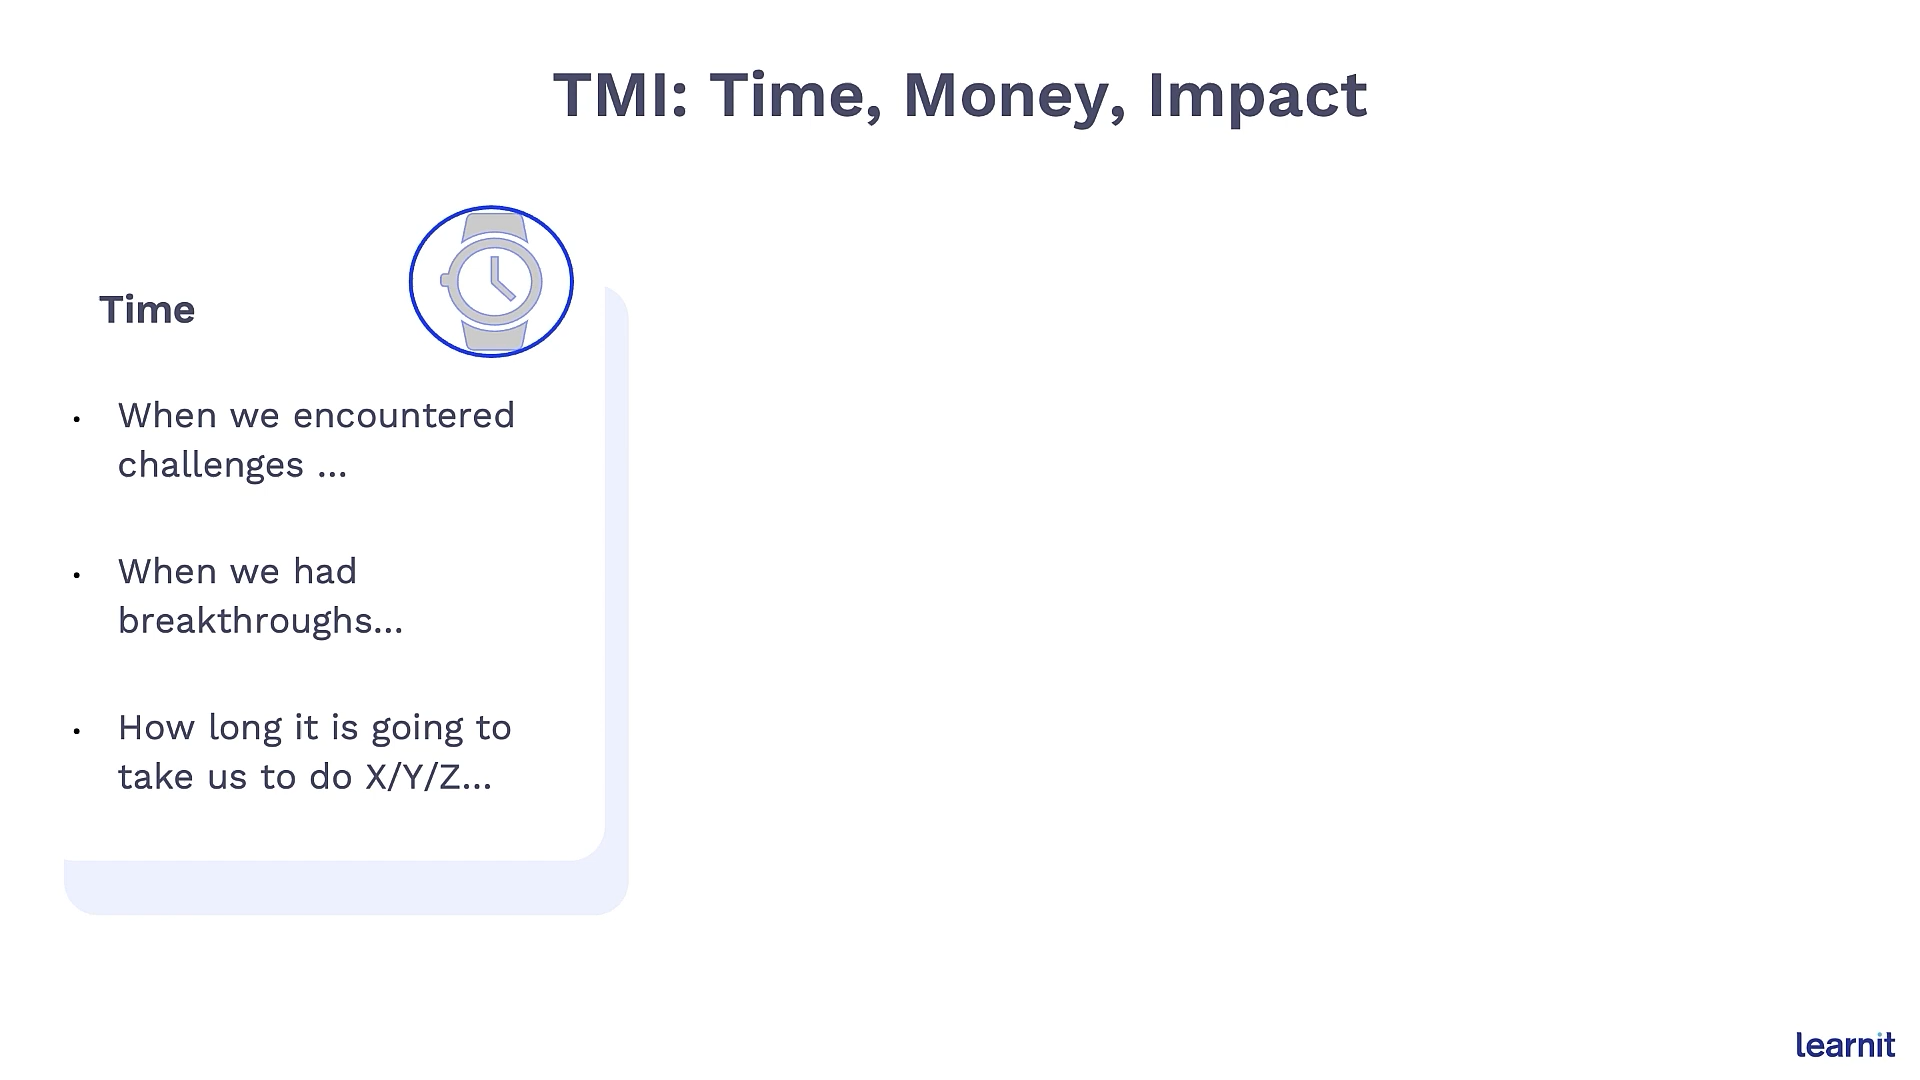 TMI: Time, Money, Impact
Time
• When we encountered
challenges ...
• When we had
breakthroughs...
• How long it is going to
take us to do X/Y/Z...
learnit